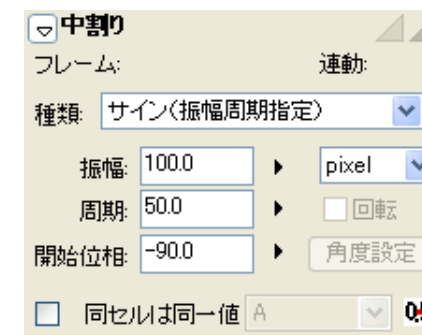 中割り
フレーム: 連動:
種類: サイン(振幅周期指定)
振幅: 100.0 pixel
周期: 50.0 回転
開始位相: -90.0 角度設定
同セルは同一値 A